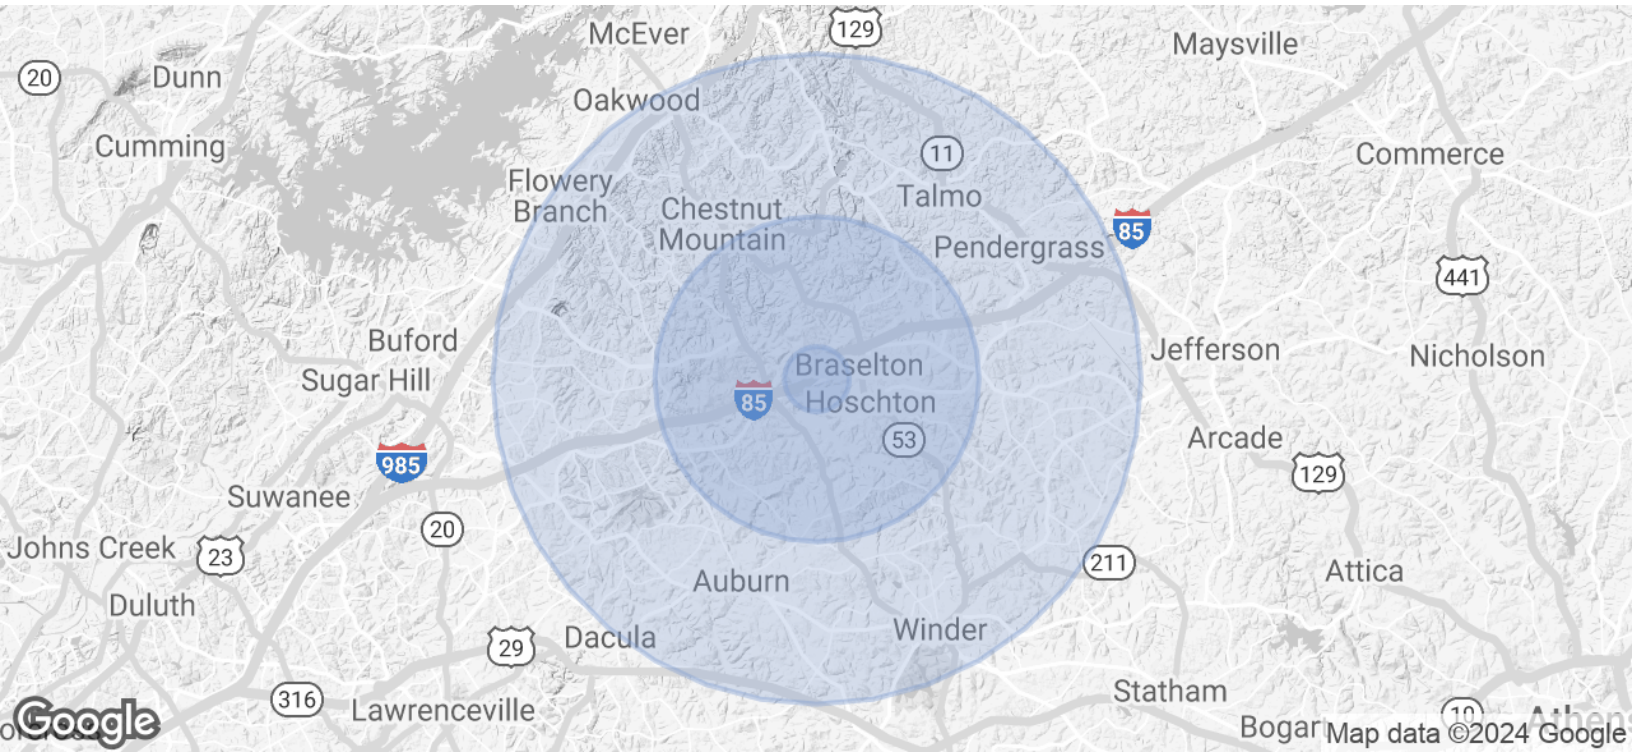 McEver
129
Maysville
20
Dunn
Oakwood
Cumming
11
Commerce
Flowery
Branch
Talmo
Chestnut
Mountain
85
Pendergrass
441
Buford
Braselton
Jefferson
Nicholson
Sugar Hill
85
Hoschton
53
Arcade
985
129
Suwanee
20
Johns Creek
23
211
Attica
Auburn
Duluth
Winder
29
Dacula
Statham
316
Lawrenceville
10
Google
Bogar
Athens
Map data ©2024 Google